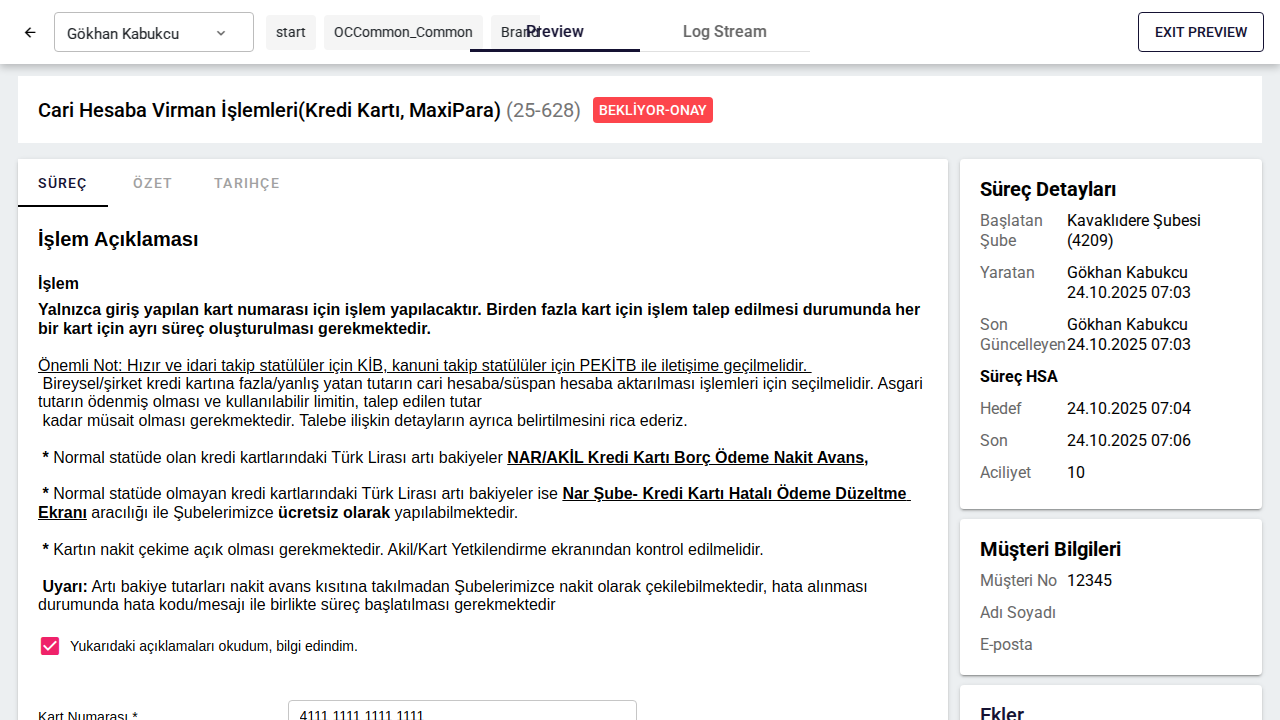 Gökhan Kabukcu
start
OCCommon_Common
Brand
Preview
Log Stream
EXIT PREVIEW
Cari Hesaba Virman İşlemleri(Kredi Kartı, MaxiPara) (25-628) BEKLİYOR-ONAY
SÜREÇ
ÖZET
TARIHÇE
İşlem Açıklaması
İşlem
Yalnızca giriş yapılan kart numarası için işlem yapılacaktır. Birden fazla kart için işlem talep edilmesi durumunda her
bir kart için ayrı süreç oluşturulması gerekmektedir.
Önemli Not: Hızır ve idari takip statülüler için KİB, kanuni takip statülüler için PEKİTB ile iletişime geçilmelidir.
Bireysel/şirket kredi kartına fazla/yanlış yatan tutarın cari hesaba/süspan hesaba aktarılması işlemleri için seçilmelidir. Asgari
tutarın ödenmiş olması ve kullanılabilir limitin, talep edilen tutar
kadar müsait olması gerekmektedir. Talebe ilişkin detayların ayrıca belirtilmesini rica ederiz.
* Normal statüde olan kredi kartlarındaki Türk Lirası artı bakiyeler NAR/AKİL Kredi Kartı Borç Ödeme Nakit Avans,
* Normal statüde olmayan kredi kartlarındaki Türk Lirası artı bakiyeler ise Nar Şube- Kredi Kartı Hatalı Ödeme Düzeltme
Ekranı aracılığı ile Şubelerimizce ücretsiz olarak yapılabilmektedir.
* Kartın nakit çekime açık olması gerekmektedir. Akil/Kart Yetkilendirme ekranından kontrol edilmelidir.
Uyarı: Artı bakiye tutarları nakit avans kısıtına takılmadan Şubelerimizce nakit olarak çekilebilmektedir, hata alınması
durumunda hata kodu/mesajı ile birlikte süreç başlatılması gerekmektedir
Yukarıdaki açıklamaları okudum, bilgi edindim.
Kart Numarası *
4111 1111 1111 1111
Süreç Detayları
Başlatan Kavaklıdere Şubesi
Şube (4209)
Yaratan Gökhan Kabukcu
24.10.2025 07:03
Son Gökhan Kabukcu
Güncelleyen 24.10.2025 07:03
Süreç HSA
Hedef 24.10.2025 07:04
Son 24.10.2025 07:06
Aciliyet 10
Müşteri Bilgileri
Müşteri No 12345
Adı Soyadı
E-posta
Ekler